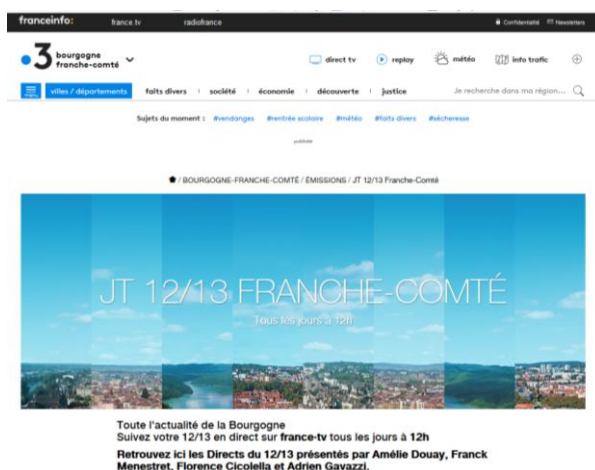 franceinfo: france.tv radiofrance Confidentialité Newsletters
3 bourgogne franche-comté direct tv replay météo info trafic
menu villes / départements faits divers société économie découverte justice Je recherche dans ma région...
Sujets du moment : #vendanges #rentrée scolaire #météo #faits divers #sécheresse
publicité
/ BOURGOGNE-FRANCHE-COMTÉ / ÉMISSIONS / JT 12/13 Franche-Comté
JT 12/13 FRANCHE-COMTÉ
Tous les jours à 12h
Toute l'actualité de la Bourgogne
Suivez votre 12/13 en direct sur france-tv tous les jours à 12h
Retrouvez ici les Directs du 12/13 présentés par Amélie Douay, Franck
Menestret, Florence Cicolella et Adrien Gavazzi.